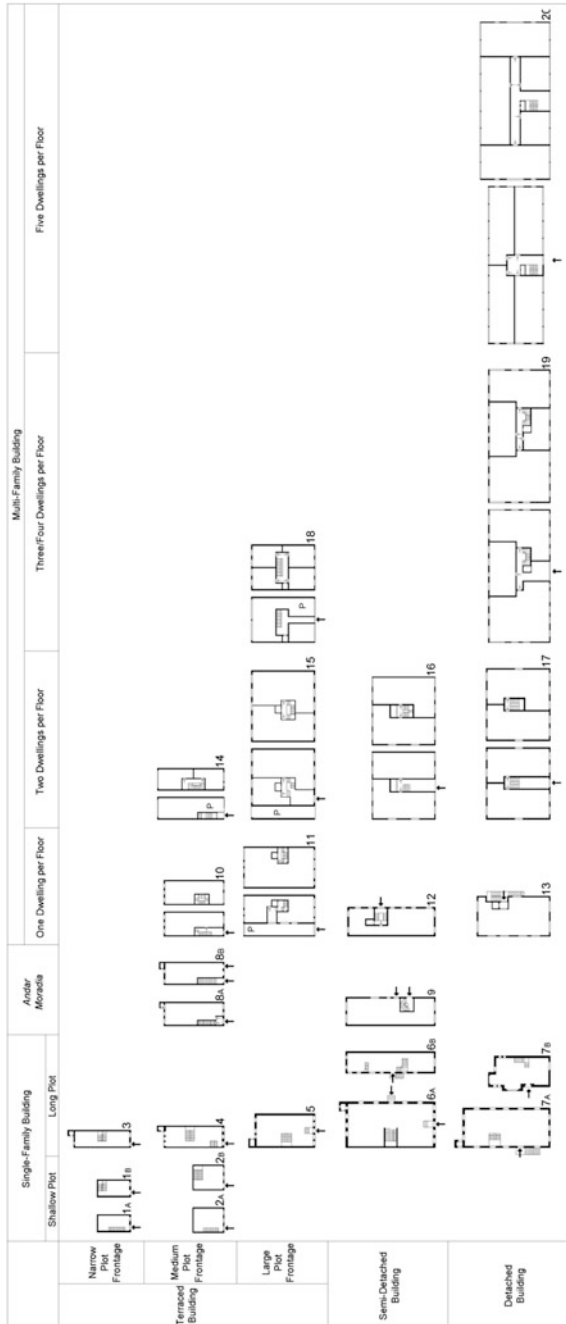 Single-Family Building
Multi-Family Building
Shallow Plot
Long Plot
Andar
Moradia
One Dwelling per Floor
Two Dwellings per Floor
Three/Four Dwellings per Floor
Five Dwellings per Floor
Terraced
Building
Narrow
Plot
Frontage
1A
1B
3
Medium
Plot
Frontage
2A
2B
4
8A
8B
10
P
14
Large
Plot
Frontage
5
P
11
P
15
P
18
Semi-Detached
Building
6A
6B
9
12
16
Detached
Building
7A
7B
13
17
19
20